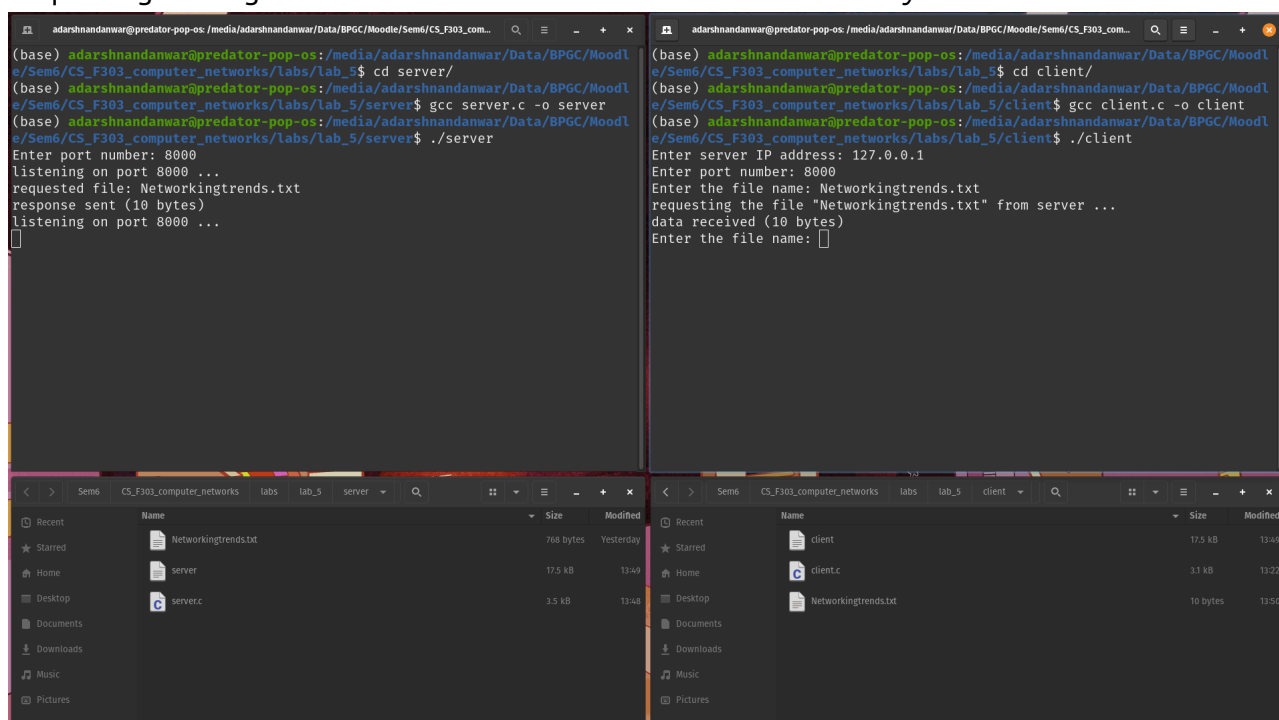 adarshnandanwar@predator-pop-os: /media/adarshnandanwar/Data/BPGC/Moodle/Sem6/CS_F303_com...
(base) adarshnandanwar@predator-pop-os:/media/adarshnandanwar/Data/BPGC/Moodl
e/Sem6/CS_F303_computer_networks/labs/lab_5$ cd server/
(base) adarshnandanwar@predator-pop-os:/media/adarshnandanwar/Data/BPGC/Moodl
e/Sem6/CS_F303_computer_networks/labs/lab_5/server$ gcc server.c -o server
(base) adarshnandanwar@predator-pop-os:/media/adarshnandanwar/Data/BPGC/Moodl
e/Sem6/CS_F303_computer_networks/labs/lab_5/server$ ./server
Enter port number: 8000
listening on port 8000 ...
requested file: Networkingtrends.txt
response sent (10 bytes)
listening on port 8000 ...
adarshnandanwar@predator-pop-os: /media/adarshnandanwar/Data/BPGC/Moodle/Sem6/CS_F303_com...
(base) adarshnandanwar@predator-pop-os:/media/adarshnandanwar/Data/BPGC/Moodl
e/Sem6/CS_F303_computer_networks/labs/lab_5$ cd client/
(base) adarshnandanwar@predator-pop-os:/media/adarshnandanwar/Data/BPGC/Moodl
e/Sem6/CS_F303_computer_networks/labs/lab_5/client$ gcc client.c -o client
(base) adarshnandanwar@predator-pop-os:/media/adarshnandanwar/Data/BPGC/Moodl
e/Sem6/CS_F303_computer_networks/labs/lab_5/client$ ./client
Enter server IP address: 127.0.0.1
Enter port number: 8000
Enter the file name: Networkingtrends.txt
requesting the file "Networkingtrends.txt" from server ...
data received (10 bytes)
Enter the file name:
Sem6 CS_F303_computer_networks labs lab_5 server
Name Size Modified
Recent
Starred
Home
Desktop
Documents
Downloads
Music
Pictures
Networkingtrends.txt 768 bytes Yesterday
server 17.5 kB 13:49
server.c 3.5 kB 13:48
Sem6 CS_F303_computer_networks labs lab_5 client
Name Size Modified
Recent
Starred
Home
Desktop
Documents
Downloads
Music
Pictures
client 17.5 kB 13:49
client.c 3.1 kB 13:22
Networkingtrends.txt 10 bytes 13:50